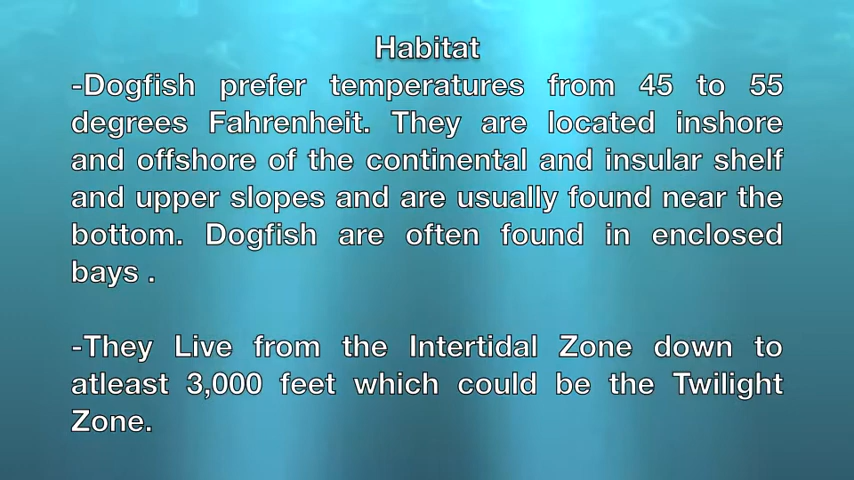 Habitat
-Dogfish prefer temperatures from 45 to 55
degrees Fahrenheit. They are located inshore
and offshore of the continental and insular shelf
and upper slopes and are usually found near the
bottom. Dogfish are often found in enclosed
bays .
-They Live from the Intertidal Zone down to
atleast 3,000 feet which could be the Twilight
Zone.